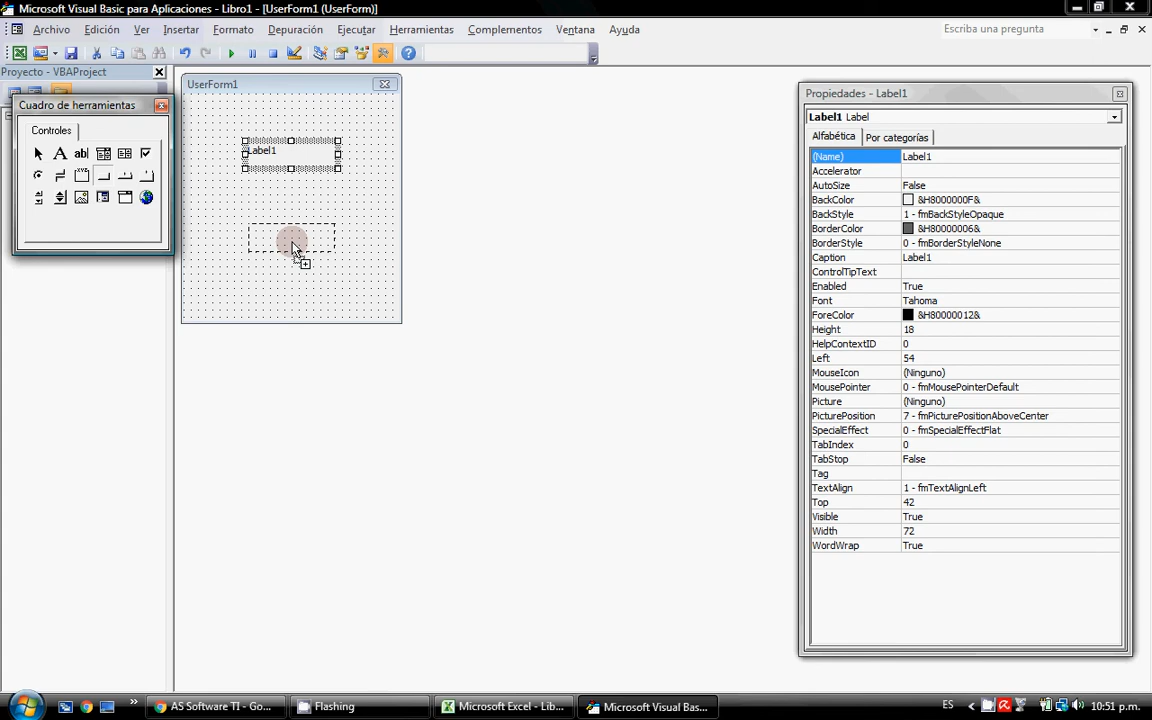 Microsoft Visual Basic para Aplicaciones - Libro1 - [UserForm1 (UserForm)]
Archivo Edición Ver Insertar Formato Depuración Ejecutar Herramientas Complementos Ventana Ayuda
Escriba una pregunta
Proyecto - VBAProject
Cuadro de herramientas
Controles
A ab|
XYZ
UserForm1
Label1
Propiedades - Label1
Label1 Label
Alfabética Por categorías
(Name) Label1
Accelerator
AutoSize False
BackColor &H8000000F&
BackStyle 1 - fmBackStyleOpaque
BorderColor &H80000006&
BorderStyle 0 - fmBorderStyleNone
Caption Label1
ControlTipText
Enabled True
Font Tahoma
ForeColor &H80000012&
Height 18
HelpContextID 0
Left 54
MouseIcon (Ninguno)
MousePointer 0 - fmMousePointerDefault
Picture (Ninguno)
PicturePosition 7 - fmPicturePositionAboveCenter
SpecialEffect 0 - fmSpecialEffectFlat
TabIndex 0
TabStop False
Tag
TextAlign 1 - fmTextAlignLeft
Top 42
Visible True
Width 72
WordWrap True
AS Software TI - Go...
Flashing
Microsoft Excel - Lib...
Microsoft Visual Bas...
ES
10:51 p.m.